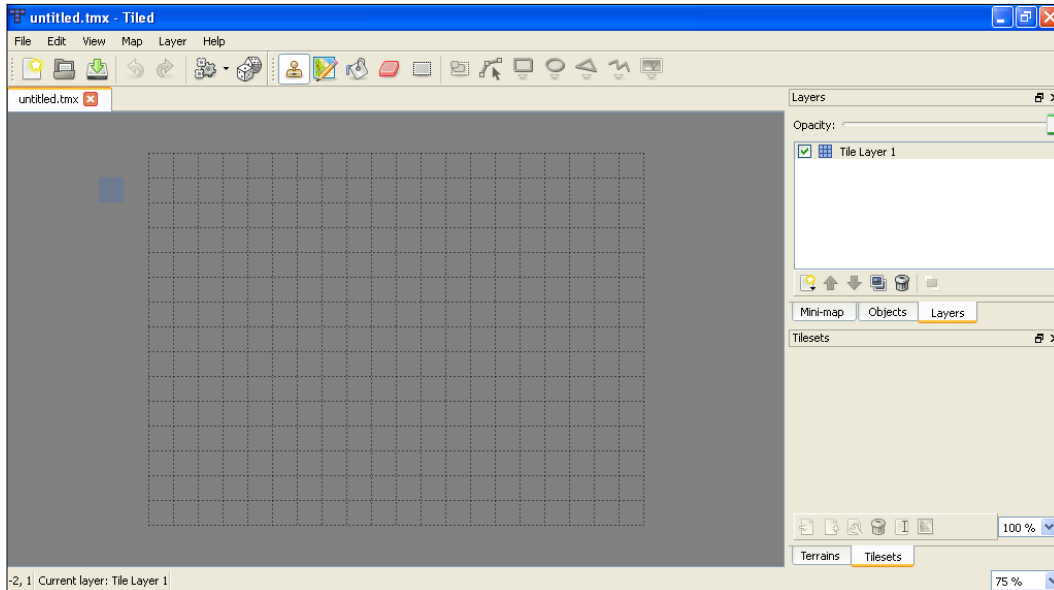 untitled.tmx - Tiled
File Edit View Map Layer Help
untitled.tmx
Layers
Opacity:
Tile Layer 1
Mini-map Objects Layers
Tilesets
100 %
Terrains Tilesets
-2, 1 Current layer: Tile Layer 1
75 %